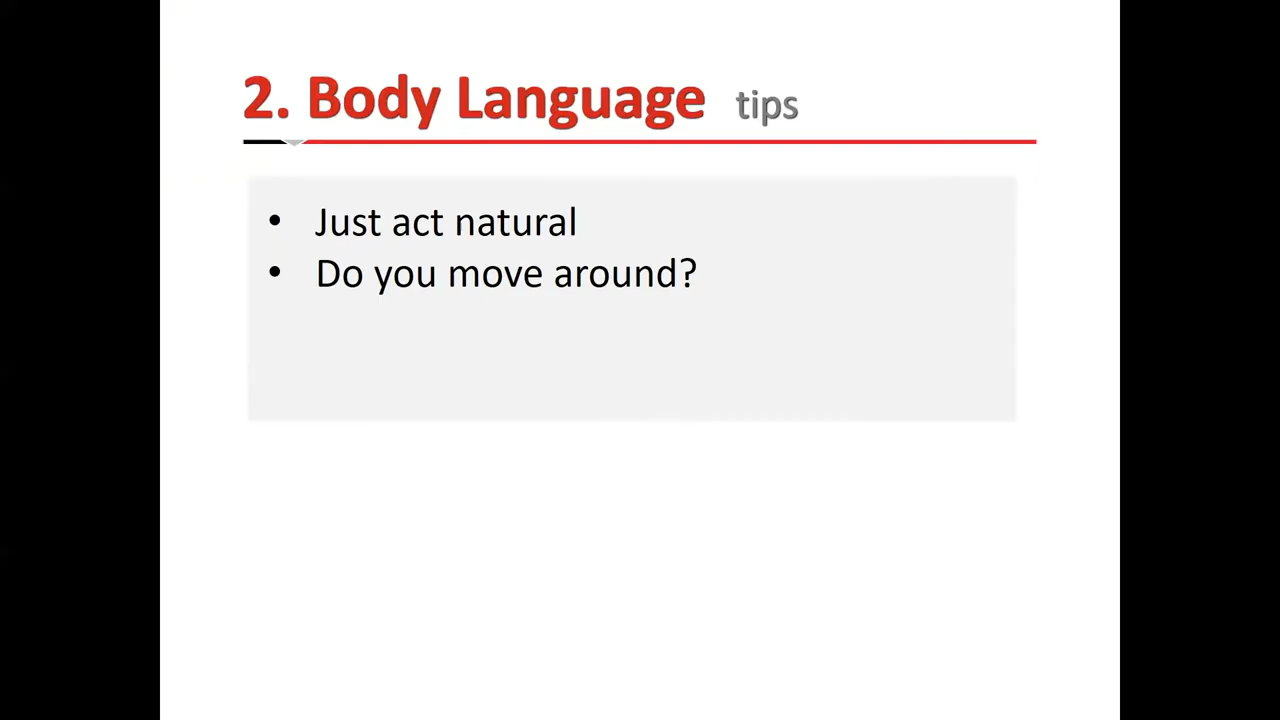 2. Body Language tips
• Just act natural
• Do you move around?